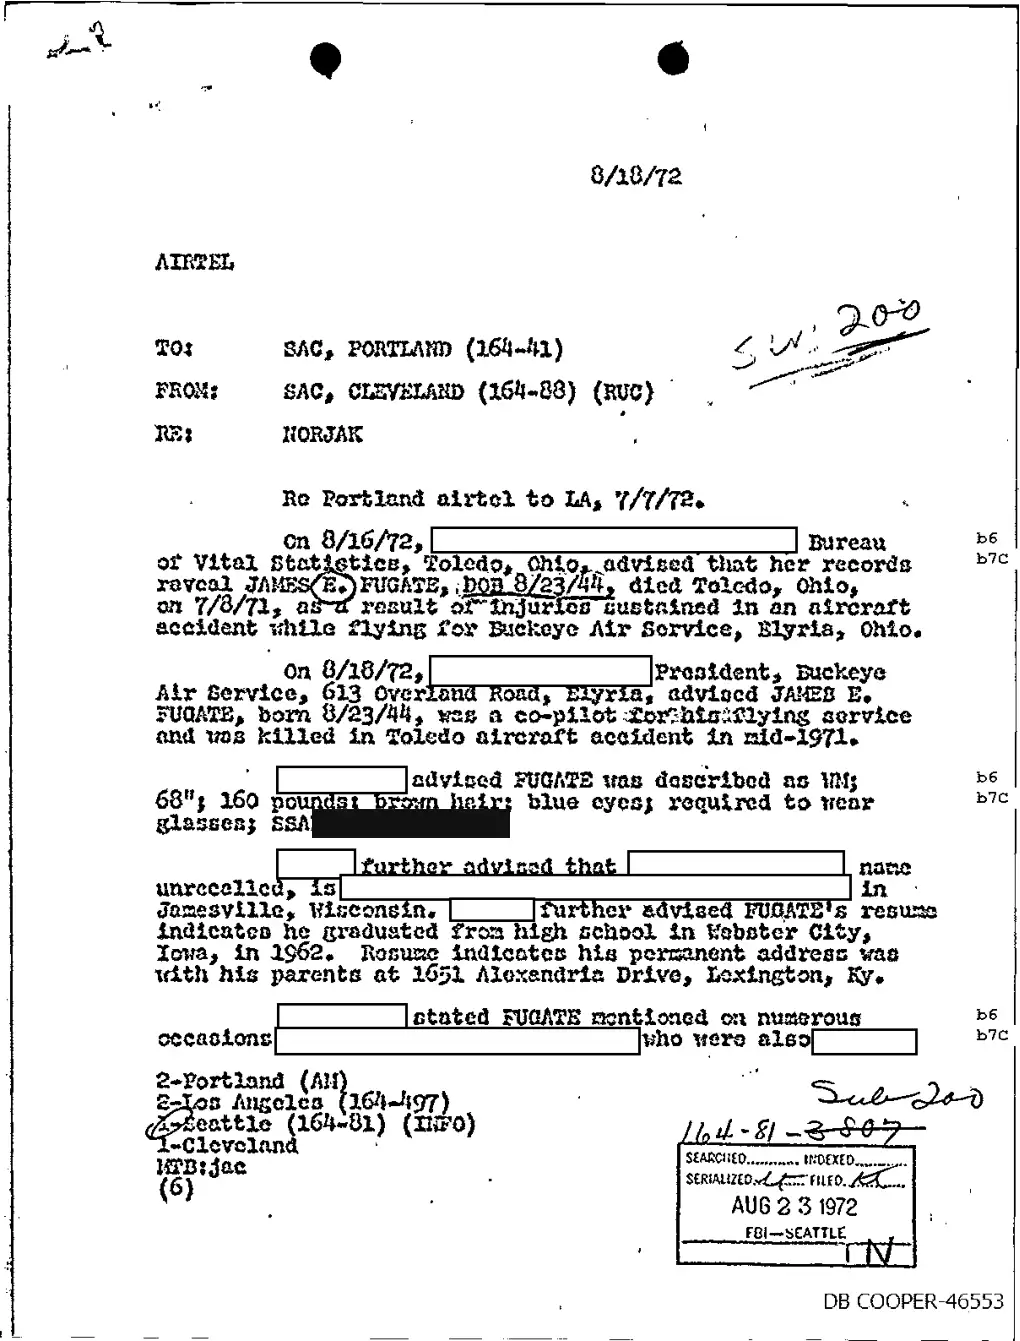 8/18/72
AIRTEL
TO: SAC, PORTLAND (164-41)
SW: 200
FROM: SAC, CLEVELAND (164-88) (RUC)
RE: NORJAK
Re Portland airtel to LA, 7/7/72.
On 8/16/72, Bureau b6
of Vital Statistics, Toledo, Ohio, advised that her records b7C
reveal JAMES E. FUGATE, DOB 8/23/44, died Toledo, Ohio,
on 7/8/71, as a result of injuries sustained in an aircraft
accident while flying for Buckeye Air Service, Elyria, Ohio.
On 8/18/72, President, Buckeye
Air Service, 613 Overland Road, Elyria, advised JAMES E.
FUGATE, born 8/23/44, was a co-pilot for his flying service
and was killed in Toledo aircraft accident in mid-1971.
advised FUGATE was described as WM; b6
68"; 160 pounds; brown hair; blue eyes; required to wear b7C
glasses; SSA
further advised that name
unrecalled, is in
Janesville, Wisconsin. further advised FUGATE's resume
indicates he graduated from high school in Webster City,
Iowa, in 1962. Resume indicates his permanent address was
with his parents at 1651 Alexandria Drive, Lexington, Ky.
stated FUGATE mentioned on numerous b6
occasions who were also b7C
2-Portland (AM)
2-Los Angeles (164-497)
1-Seattle (164-81) (INFO)
1-Cleveland
MTB:jac
(6)
Sub 200
164-81-3807
SEARCHED............ INDEXED............
SERIALIZED FILED
AUG 23 1972
FBI—SEATTLE
DB COOPER-46553